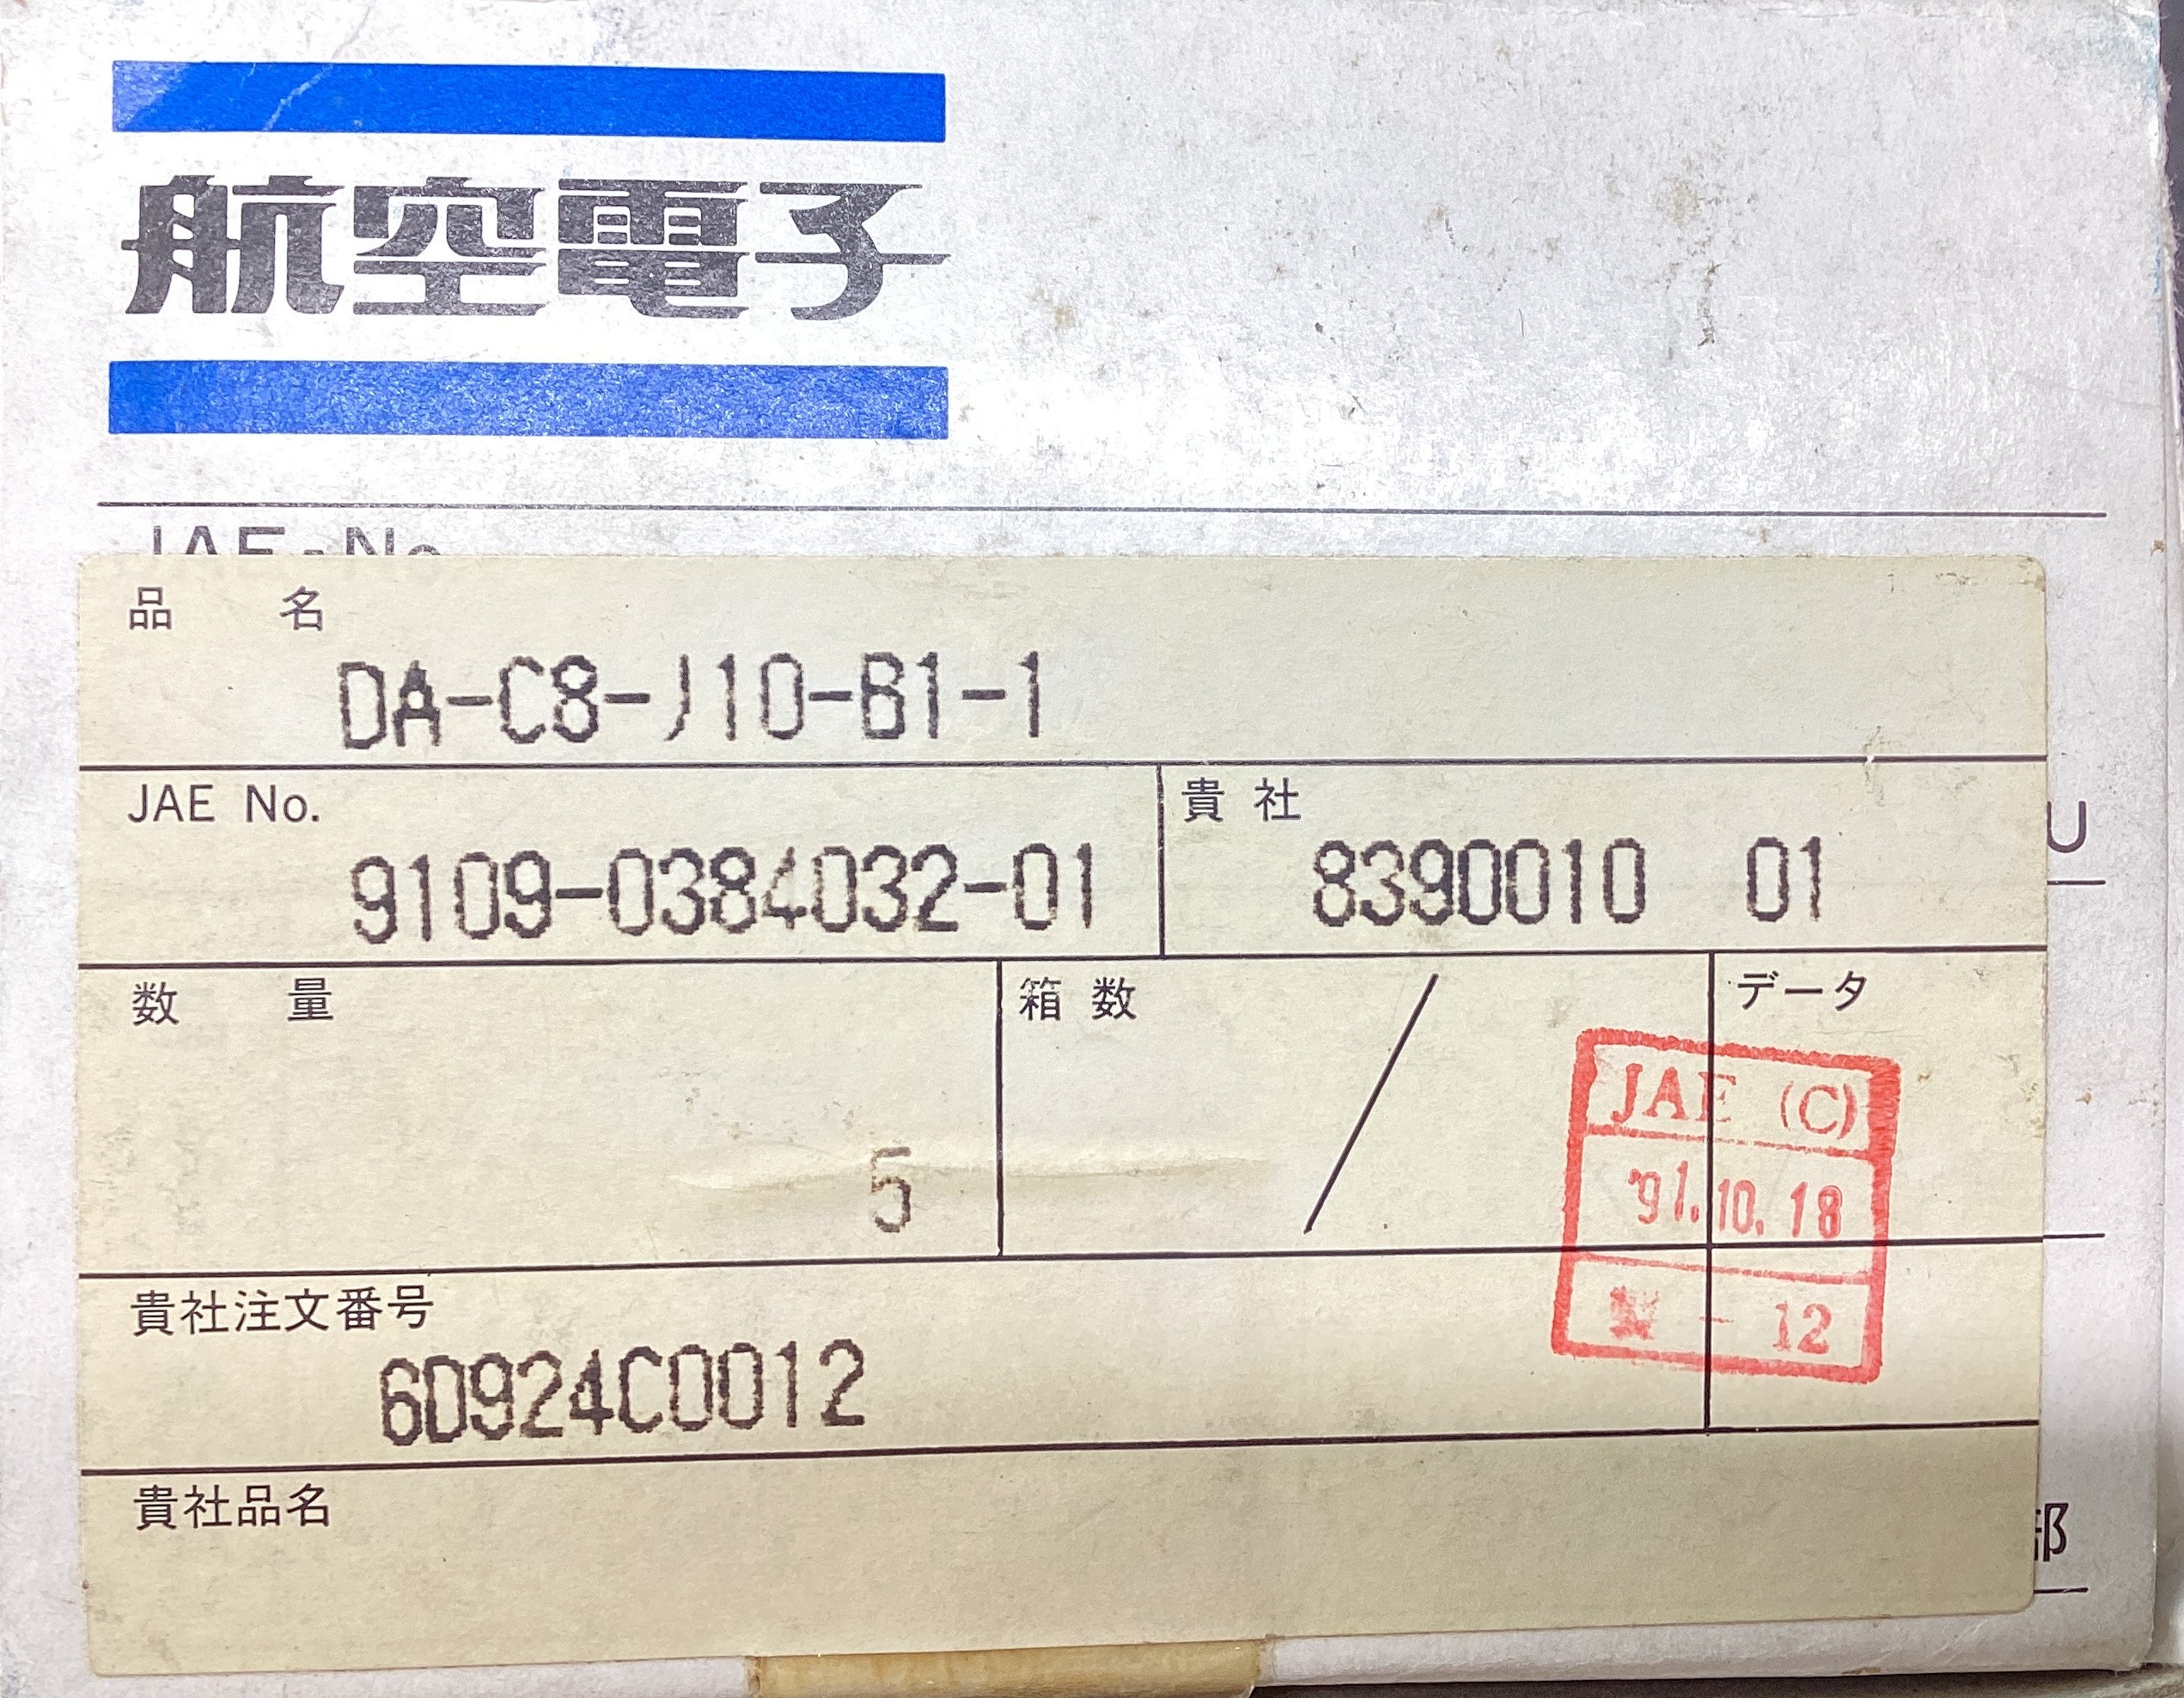 航空電子
JAE No.
品 名
DA-C8-J10-B1-1
JAE No.
9109-0384032-01
貴 社
8390010 01
数 量
5
箱 数
/
データ
JAE (C)
'91.10.18
製 - 12
貴社注文番号
6D924C0012
貴社品名
U
部